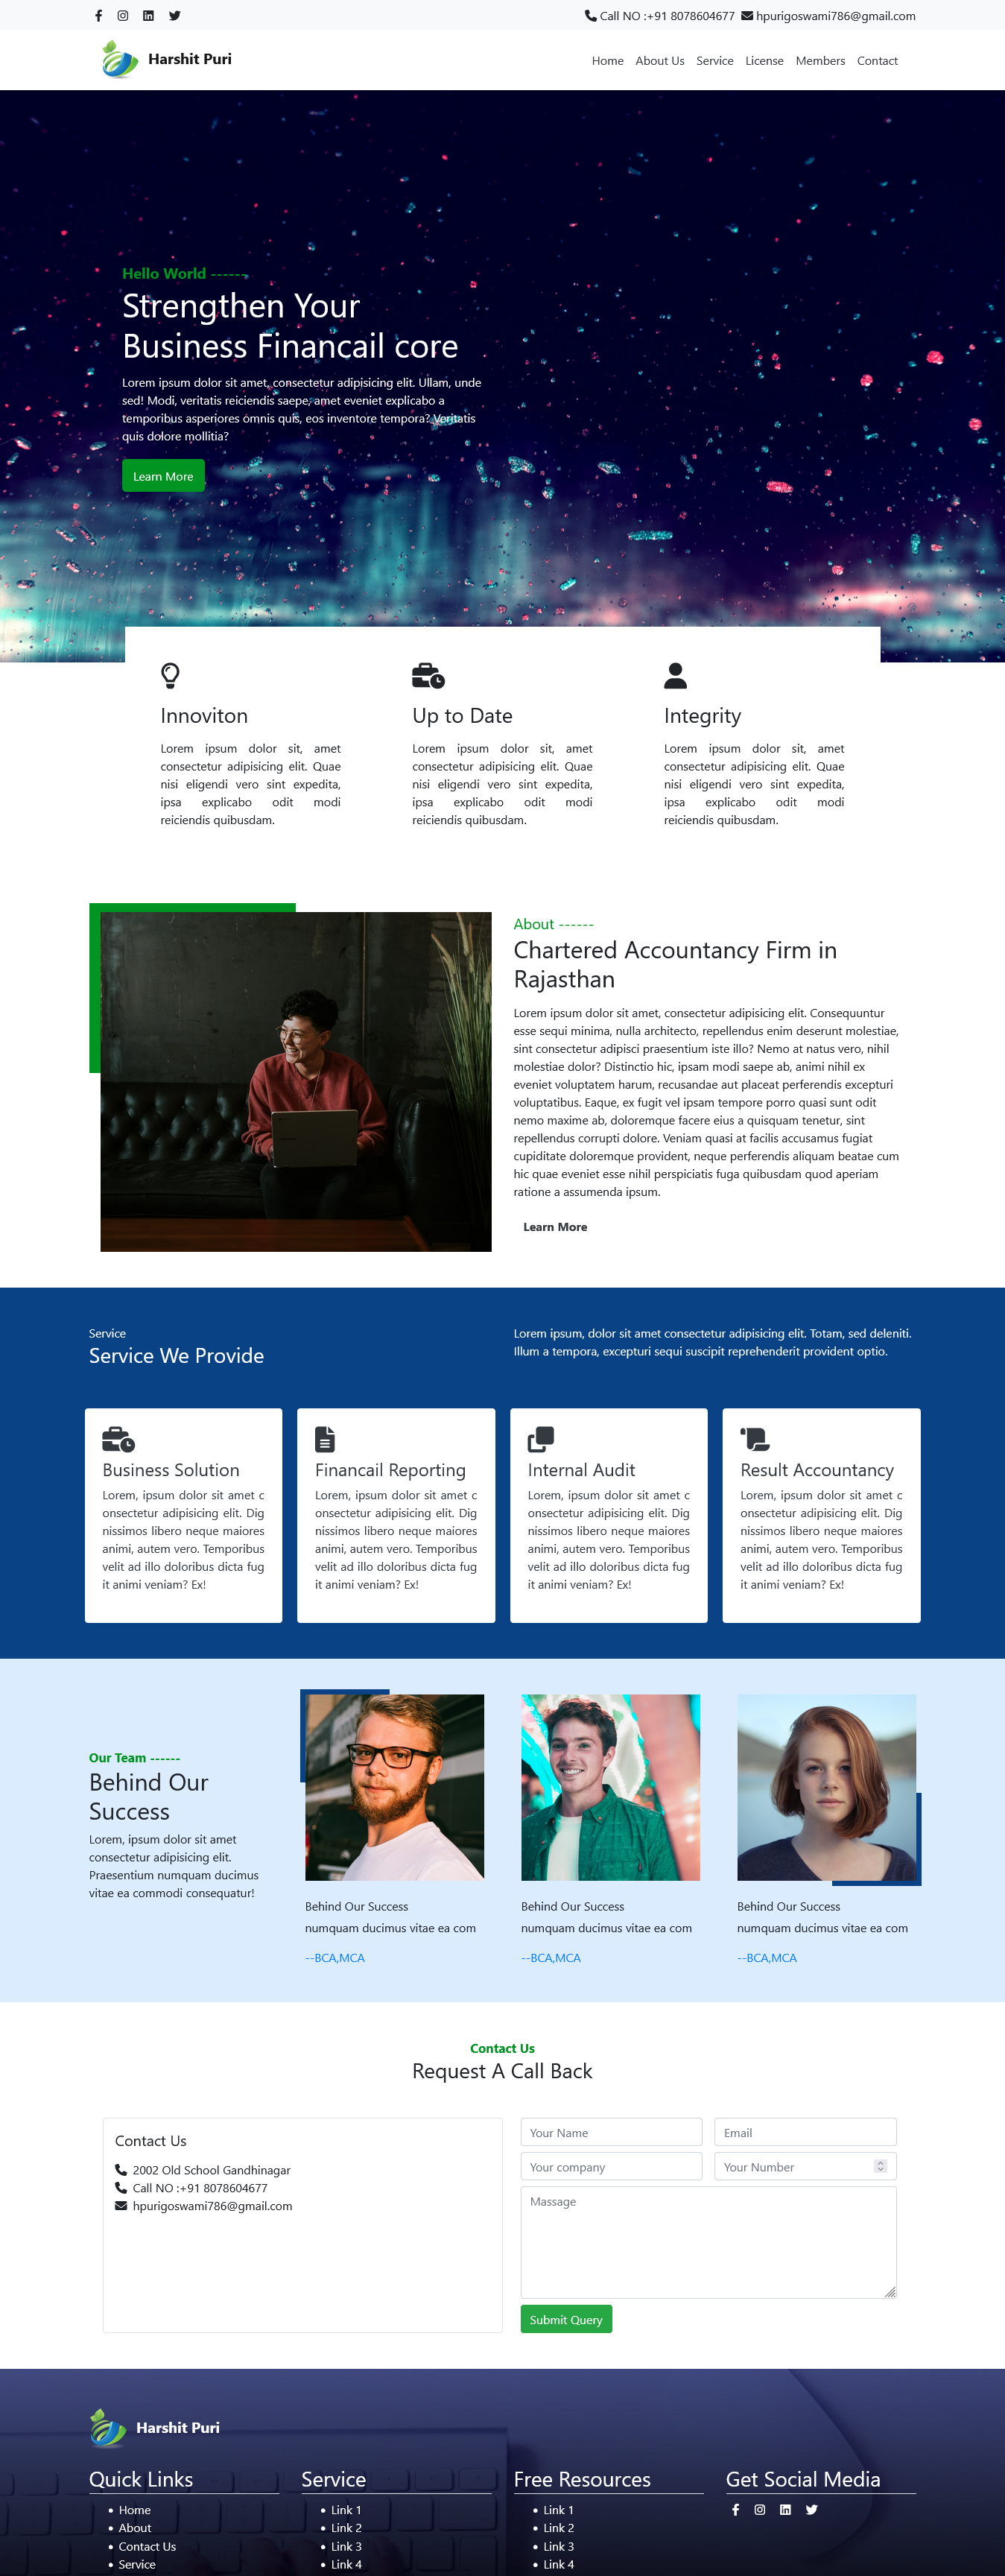 Call NO :+91 8078604677 hpurigoswami786@gmail.com
Harshit Puri
Home About Us Service License Members Contact
Hello World ------
Strengthen Your
Business Financail core
Lorem ipsum dolor sit amet, consectetur adipisicing elit. Ullam, unde
sed! Modi, veritatis reiciendis saepe, amet eveniet explicabo a
temporibus asperiores omnis quis, eos inventore tempora? Veritatis
quis dolore mollitia?
Learn More
Innoviton
Lorem ipsum dolor sit, amet
consectetur adipisicing elit. Quae
nisi eligendi vero sint expedita,
ipsa explicabo odit modi
reiciendis quibusdam.
Up to Date
Lorem ipsum dolor sit, amet
consectetur adipisicing elit. Quae
nisi eligendi vero sint expedita,
ipsa explicabo odit modi
reiciendis quibusdam.
Integrity
Lorem ipsum dolor sit, amet
consectetur adipisicing elit. Quae
nisi eligendi vero sint expedita,
ipsa explicabo odit modi
reiciendis quibusdam.
About ------
Chartered Accountancy Firm in
Rajasthan
Lorem ipsum dolor sit amet, consectetur adipisicing elit. Consequuntur
esse sequi minima, nulla architecto, repellendus enim deserunt molestiae,
sint consectetur adipisci praesentium iste illo? Nemo at natus vero, nihil
molestiae dolor? Distinctio hic, ipsam modi saepe ab, animi nihil ex
eveniet voluptatem harum, recusandae aut placeat perferendis excepturi
voluptatibus. Eaque, ex fugit vel ipsam tempore porro quasi sunt odit
nemo maxime ab, doloremque facere eius a quisquam tenetur, sint
repellendus corrupti dolore. Veniam quasi at facilis accusamus fugiat
cupiditate doloremque provident, neque perferendis aliquam beatae cum
hic quae eveniet esse nihil perspiciatis fuga quibusdam quod aperiam
ratione a assumenda ipsum.
Learn More
Service
Service We Provide
Lorem ipsum, dolor sit amet consectetur adipisicing elit. Totam, sed deleniti.
Illum a tempora, excepturi sequi suscipit reprehenderit provident optio.
Business Solution
Lorem, ipsum dolor sit amet c
onsectetur adipisicing elit. Dig
nissimos libero neque maiores
animi, autem vero. Temporibus
velit ad illo doloribus dicta fug
it animi veniam? Ex!
Financail Reporting
Lorem, ipsum dolor sit amet c
onsectetur adipisicing elit. Dig
nissimos libero neque maiores
animi, autem vero. Temporibus
velit ad illo doloribus dicta fug
it animi veniam? Ex!
Internal Audit
Lorem, ipsum dolor sit amet c
onsectetur adipisicing elit. Dig
nissimos libero neque maiores
animi, autem vero. Temporibus
velit ad illo doloribus dicta fug
it animi veniam? Ex!
Result Accountancy
Lorem, ipsum dolor sit amet c
onsectetur adipisicing elit. Dig
nissimos libero neque maiores
animi, autem vero. Temporibus
velit ad illo doloribus dicta fug
it animi veniam? Ex!
Our Team ------
Behind Our
Success
Lorem, ipsum dolor sit amet
consectetur adipisicing elit.
Praesentium numquam ducimus
vitae ea commodi consequatur!
Behind Our Success
numquam ducimus vitae ea com
--BCA,MCA
Behind Our Success
numquam ducimus vitae ea com
--BCA,MCA
Behind Our Success
numquam ducimus vitae ea com
--BCA,MCA
Contact Us
Request A Call Back
Contact Us
2002 Old School Gandhinagar
Call NO :+91 8078604677
hpurigoswami786@gmail.com
Your Name
Email
Your company
Your Number
Massage
Submit Query
Harshit Puri
Quick Links
Home
About
Contact Us
Service
Service
Link 1
Link 2
Link 3
Link 4
Free Resources
Link 1
Link 2
Link 3
Link 4
Get Social Media